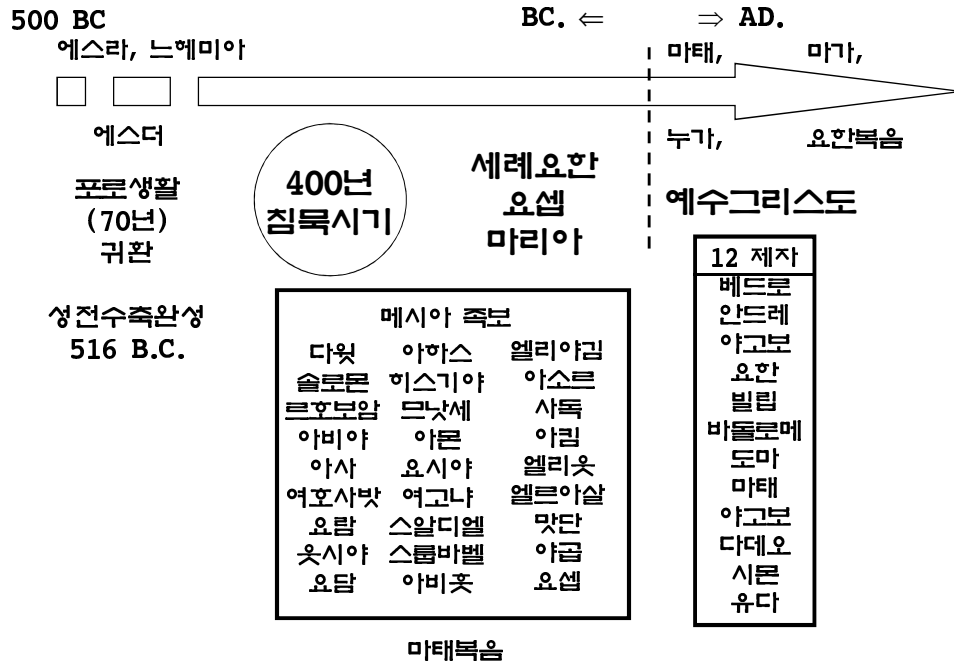 500 BC
BC. ⇐ ⇒ AD.
에스라, 느헤미아
마태, 마가,
에스더
누가, 요한복음
포로생활
(70년)
귀환
400년
침묵시기
세례요한
요셉
마리아
예수그리스도
성전수축완성
516 B.C.
메시아 족보
다윗 아하스 엘리야김
솔로몬 히스기야 아소르
르호보암 므낫세 사독
아비야 아몬 아킴
아사 요시야 엘리웃
여호사밧 여고냐 엘르아살
요람 스알디엘 맛단
웃시야 스룹바벨 야곱
요담 아비훗 요셉
12 제자
베드로
안드레
야고보
요한
빌립
바돌로메
도마
마태
야고보
다데오
시몬
유다
마태복음